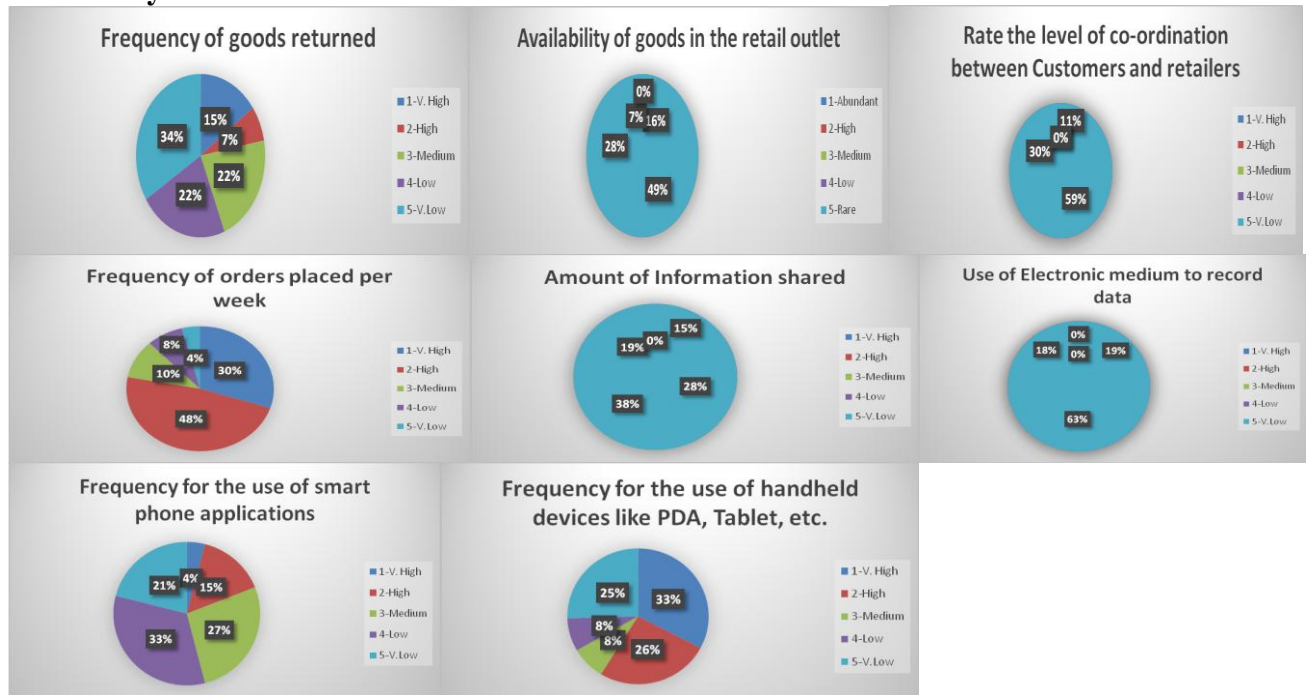 Frequency of goods returned
15%
7%
22%
22%
34%
1-V. High
2-High
3-Medium
4-Low
5-V.Low
Availability of goods in the retail outlet
0%
7%
16%
28%
49%
1-Abundant
2-High
3-Medium
4-Low
5-Rare
Rate the level of co-ordination
between Customers and retailers
11%
0%
30%
59%
1-V. High
2-High
3-Medium
4-Low
5-V.Low
Frequency of orders placed per
week
8%
4%
30%
10%
48%
1-V. High
2-High
3-Medium
4-Low
5-V.Low
Amount of Information shared
15%
0%
19%
28%
38%
1-V. High
2-High
3-Medium
4-Low
5-V.Low
Use of Electronic medium to record
data
0%
18%
0%
19%
63%
1-V. High
2-High
3-Medium
4-Low
5-V.Low
Frequency for the use of smart
phone applications
4%
15%
21%
27%
33%
1-V. High
2-High
3-Medium
4-Low
5-V.Low
Frequency for the use of handheld
devices like PDA, Tablet, etc.
25%
33%
8%
8%
26%
1-V. High
2-High
3-Medium
4-Low
5-V.Low